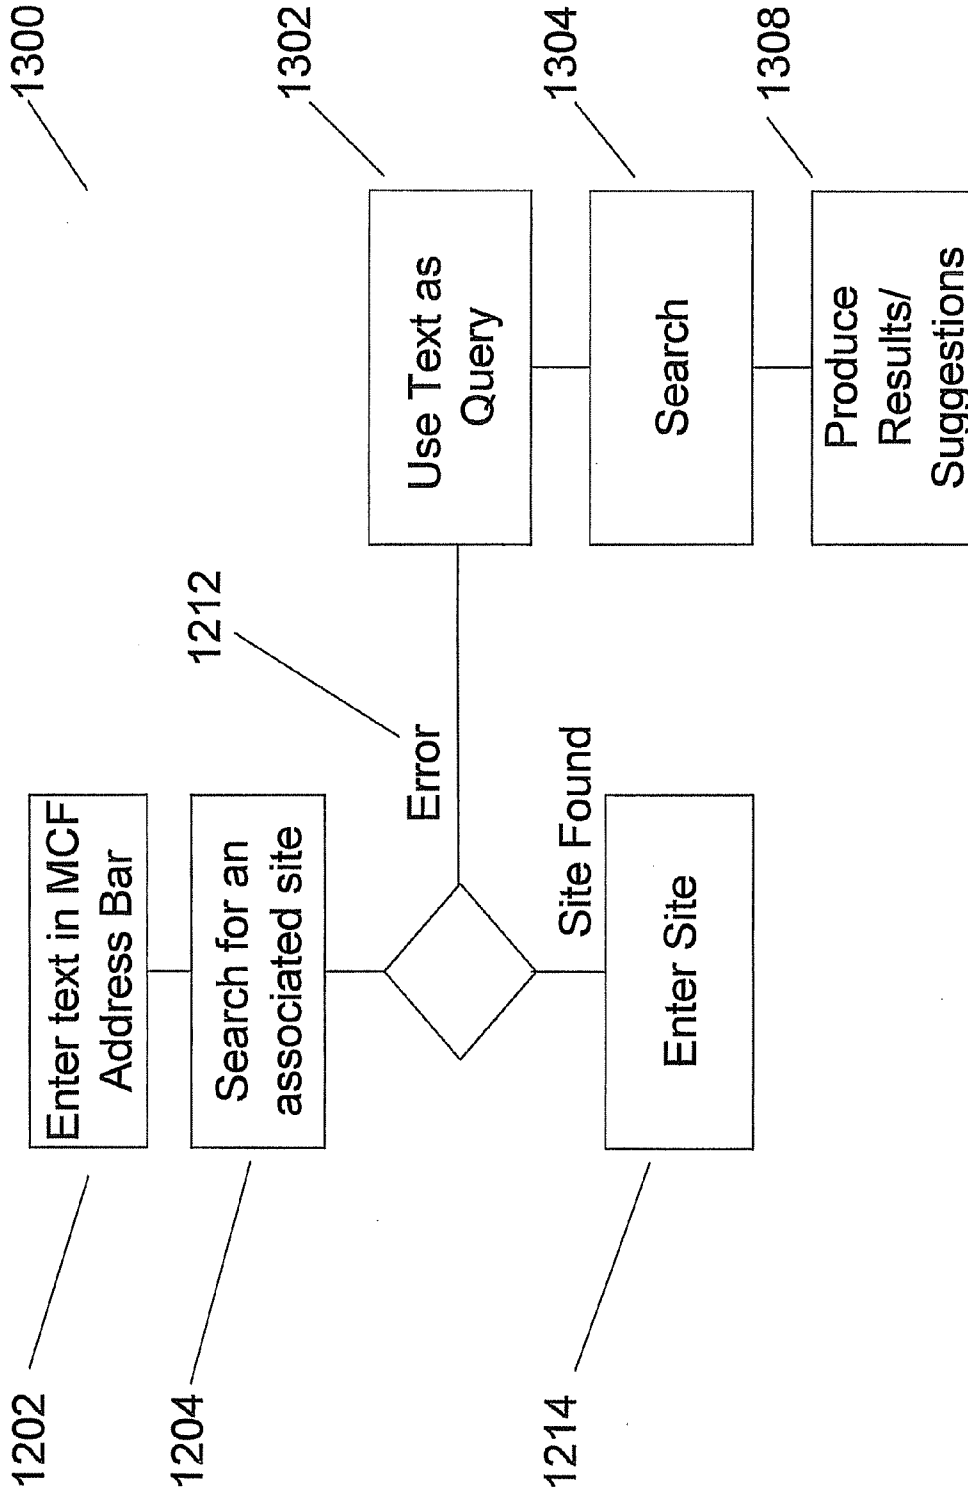 1300
1202
Enter text in MCF
Address Bar
1204
Search for an
associated site
1212
Error
1302
Use Text as
Query
1304
Search
Site Found
1214
Enter Site
1308
Produce
Results/
Suggestions